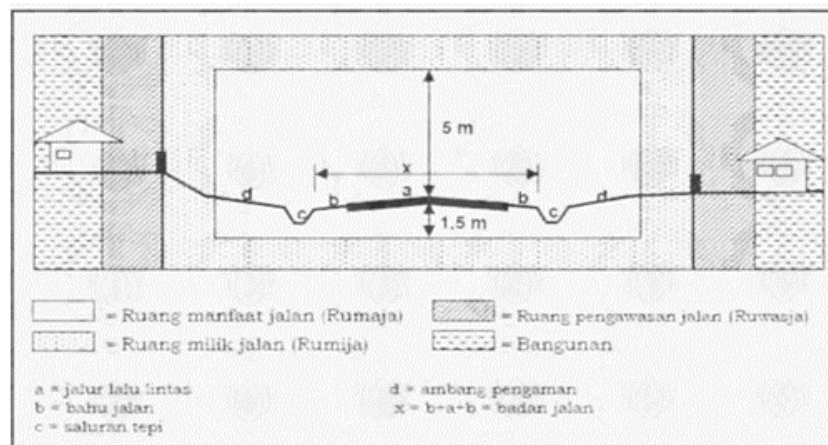 5 m
x
a
d b b d
c c
1.5 m
= Ruang manfaat jalan (Rumaja)
= Ruang pengawasan jalan (Ruwasja)
= Ruang milik jalan (Rumija)
= Bangunan
a = jalur lalu lintas
d = ambang pengaman
b = bahu jalan
x = b+a+b = badan jalan
c = saluran tepi